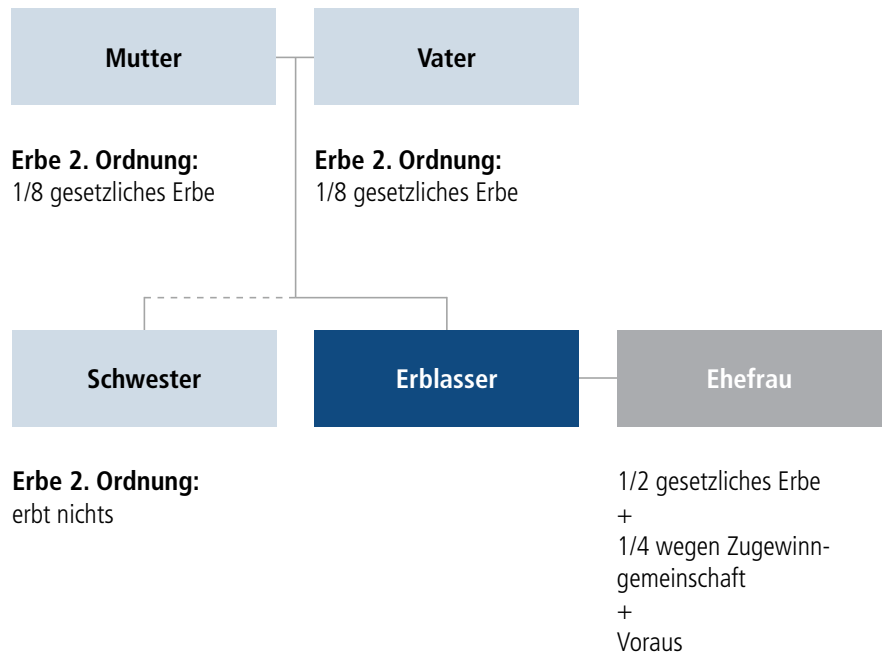 Mutter
Vater
Erbe 2. Ordnung:
1/8 gesetzliches Erbe
Erbe 2. Ordnung:
1/8 gesetzliches Erbe
Schwester
Erblasser
Ehefrau
Erbe 2. Ordnung:
erbt nichts
1/2 gesetzliches Erbe
+
1/4 wegen Zugewinn-
gemeinschaft
+
Voraus